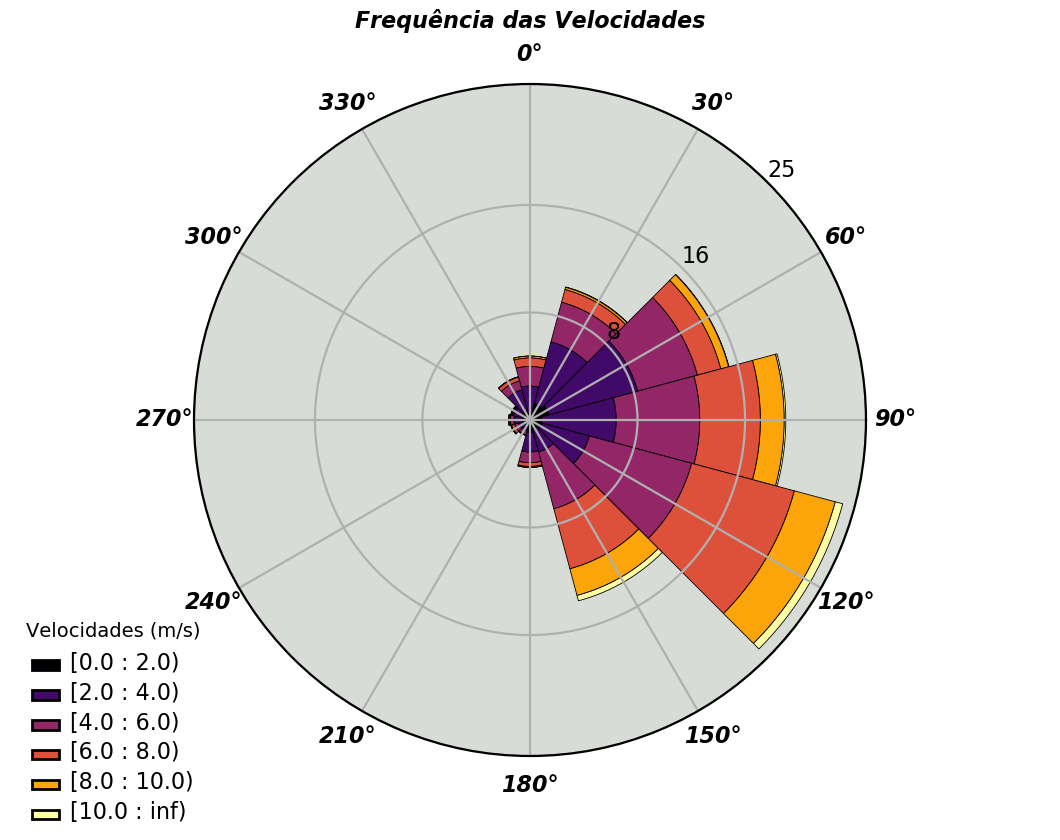 Frequência das Velocidades
0°
330°
30°
25
300°
60°
16
8
270°
90°
240°
120°
210°
150°
180°
Velocidades (m/s)
[0.0 : 2.0)
[2.0 : 4.0)
[4.0 : 6.0)
[6.0 : 8.0)
[8.0 : 10.0)
[10.0 : inf)